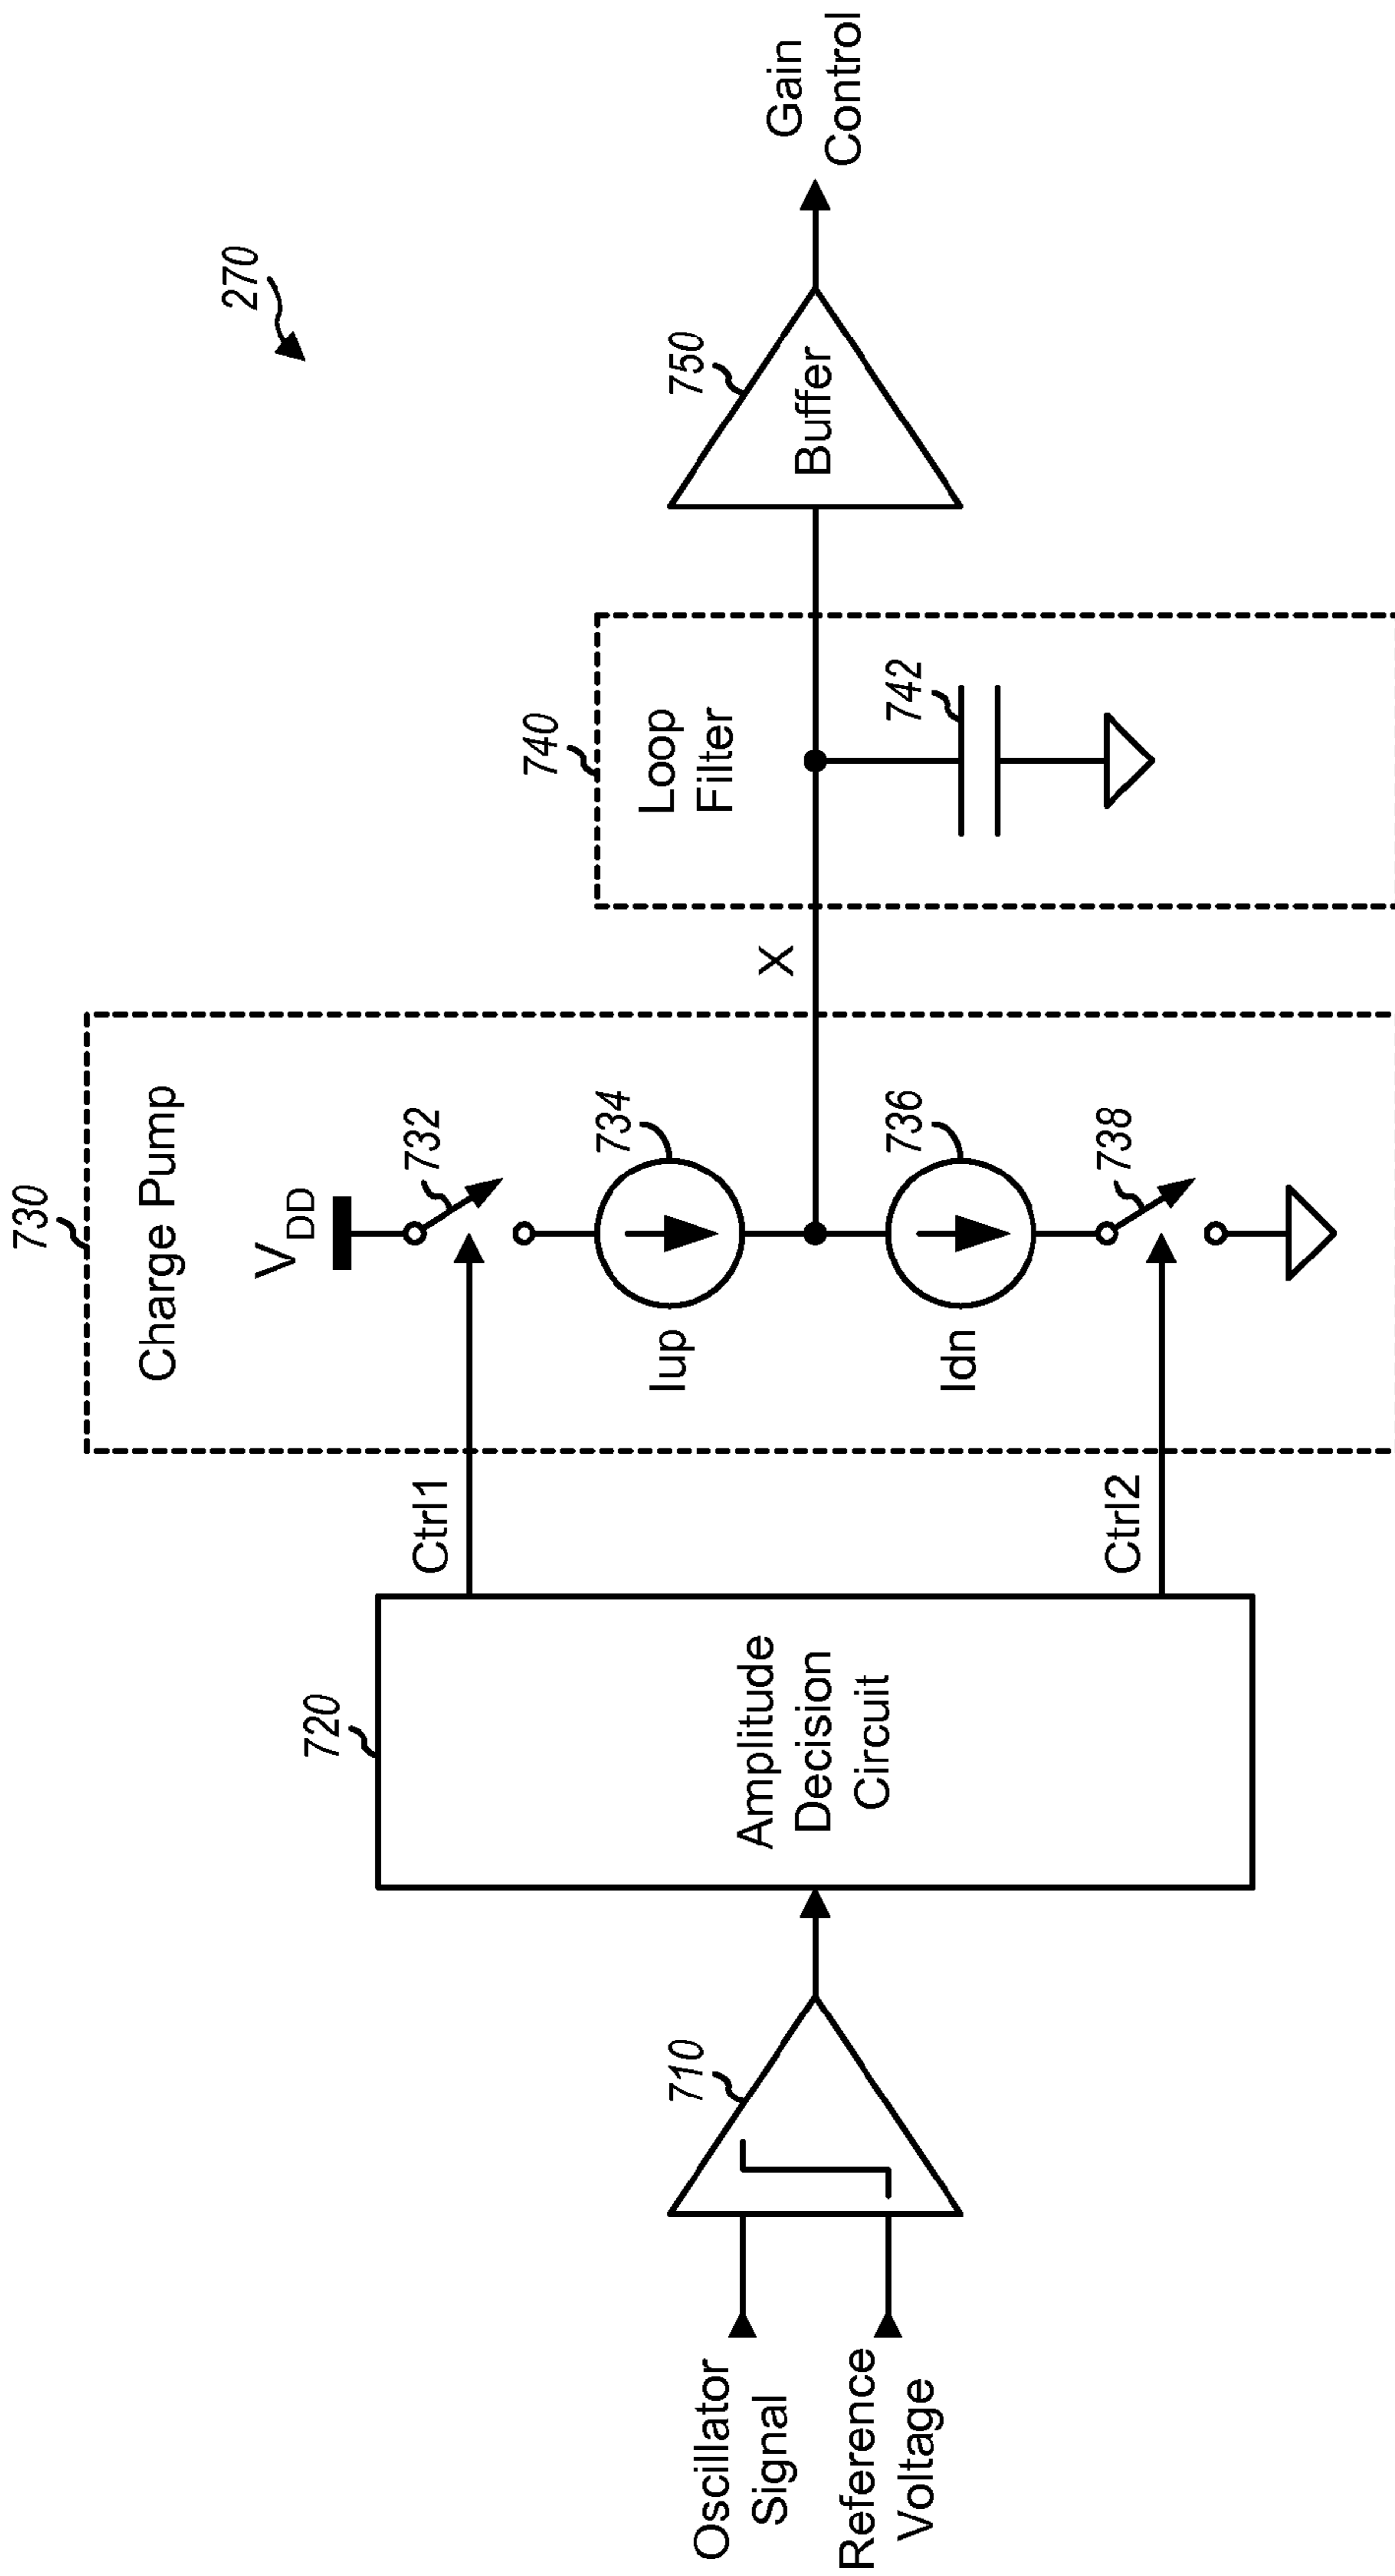 270
730
Charge Pump
V DD
732
Iup
734
Idn
736
738
X
740
Loop
Filter
742
750
Buffer
Gain
Control
Ctrl1
Ctrl2
720
Amplitude
Decision
Circuit
710
Oscillator
Signal
Reference
Voltage